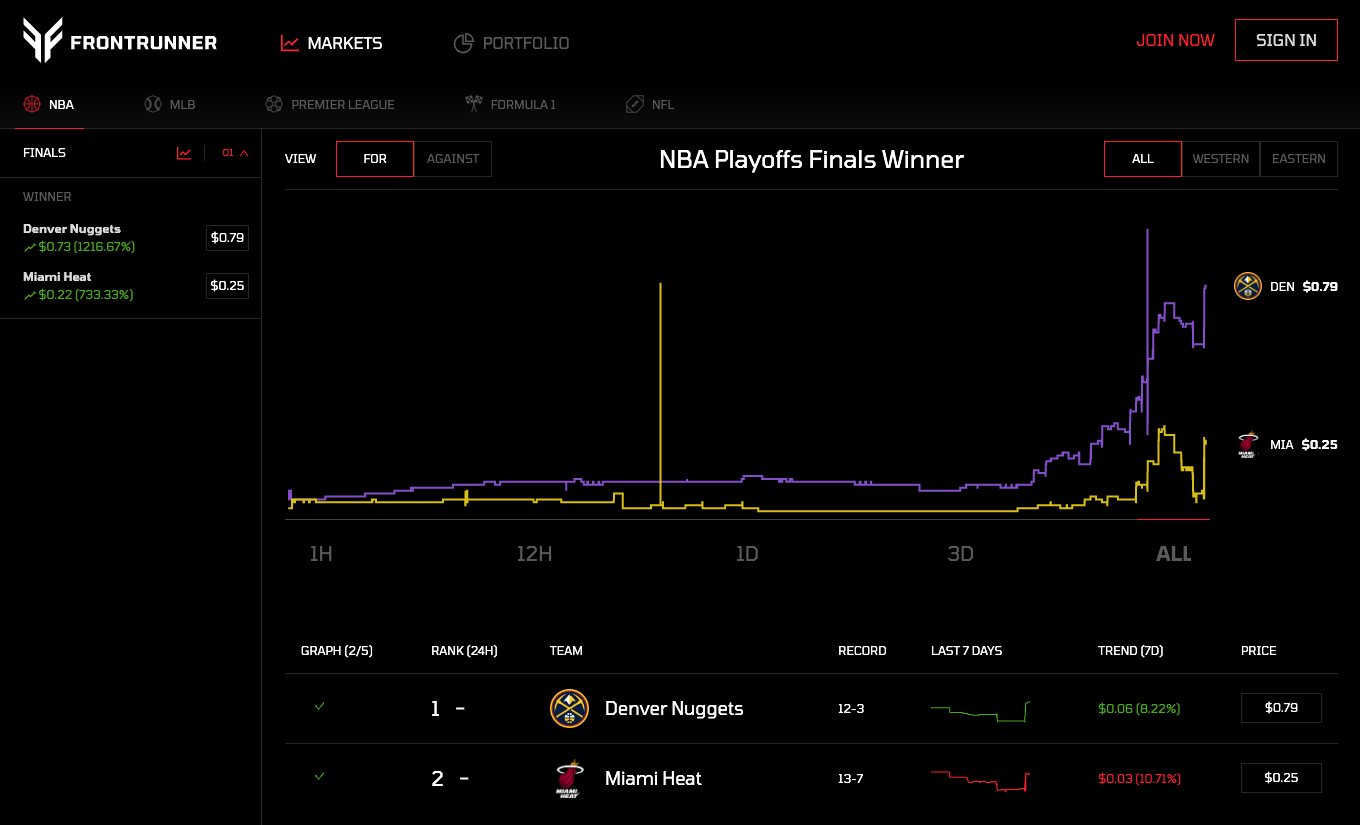 FRONTRUNNER
MARKETS
PORTFOLIO
JOIN NOW
SIGN IN
NBA
MLB
PREMIER LEAGUE
FORMULA 1
NFL
FINALS
01
WINNER
Denver Nuggets
$0.73 (1216.67%)
$0.79
Miami Heat
$0.22 (733.33%)
$0.25
VIEW
FOR
AGAINST
NBA Playoffs Finals Winner
ALL
WESTERN
EASTERN
DEN $0.79
MIAMI HEAT
MIA $0.25
1H
12H
1D
3D
ALL
GRAPH (2/5) RANK (24H) TEAM RECORD LAST 7 DAYS TREND (7D) PRICE
1 - Denver Nuggets 12-3 $0.06 (8.22%) $0.79
2 - Miami Heat 13-7 $0.03 (10.71%) $0.25
MIAMI
HEAT